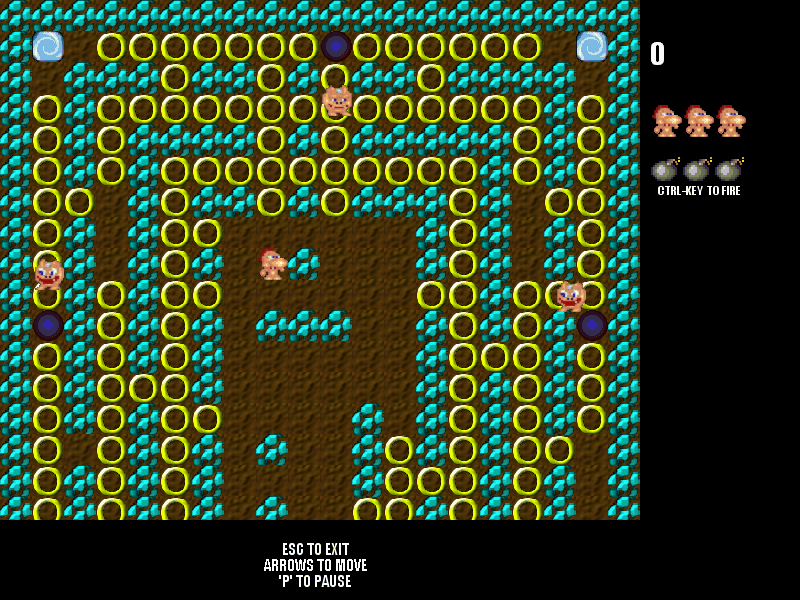 0
CTRL-KEY TO FIRE
ESC TO EXIT
ARROWS TO MOVE
'P' TO PAUSE